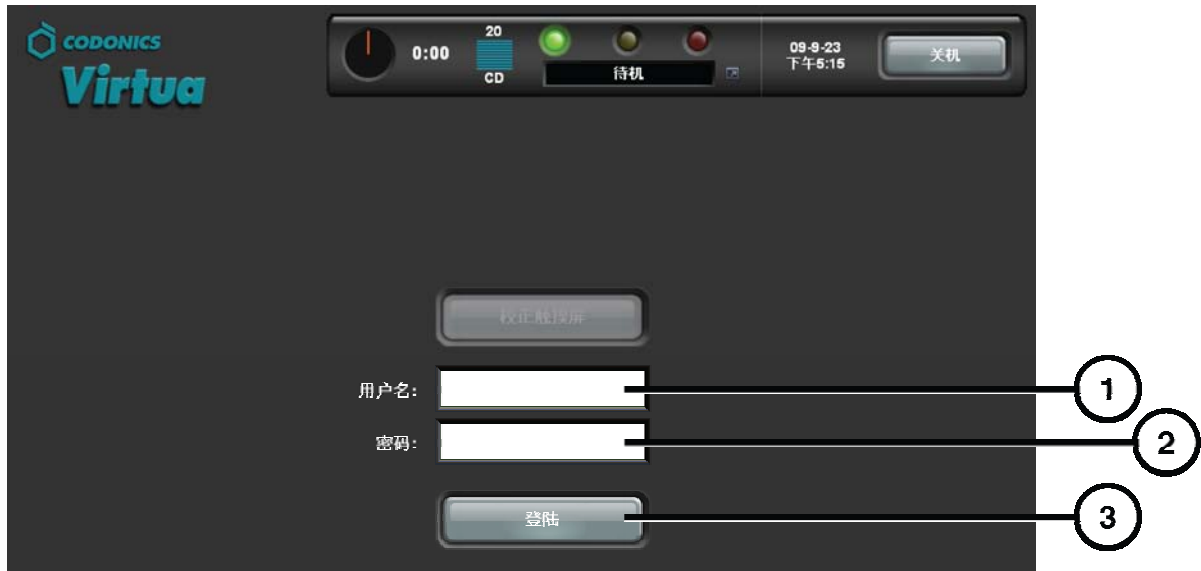 CODONICS
Virtua
0:00
20
CD
待机
09-9-23
下午5:15
关机
校正触摸屏
用户名:
密码:
登陆
1
2
3